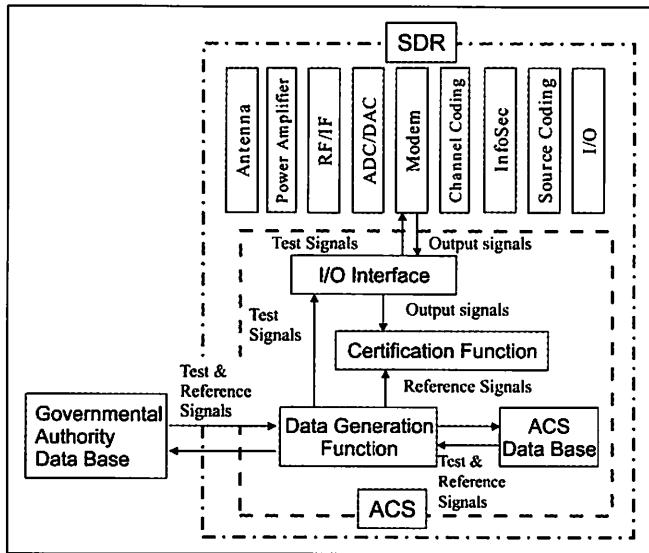 SDR
Antenna
Power Amplifier
RF/IF
ADC/DAC
Modem
Channel Coding
InfoSec
Source Coding
I/O
Test Signals
Output signals
I/O Interface
Test
Signals
Output signals
Certification Function
Test &
Reference
Signals
Reference Signals
Governmental
Authority
Data Base
Data Generation
Function
ACS
Data Base
Test &
Reference
Signals
ACS